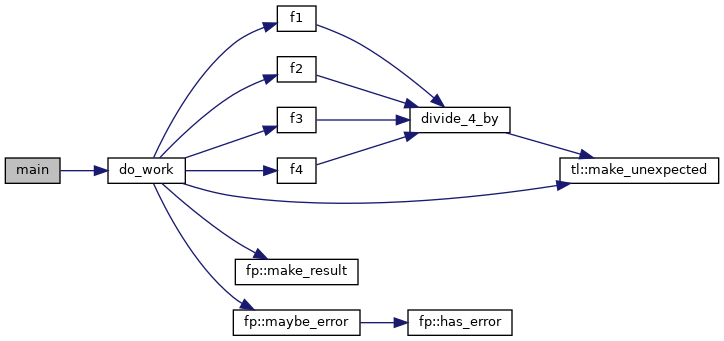 main
do_work
f1
f2
f3
f4
divide_4_by
tl::make_unexpected
fp::make_result
fp::maybe_error
fp::has_error